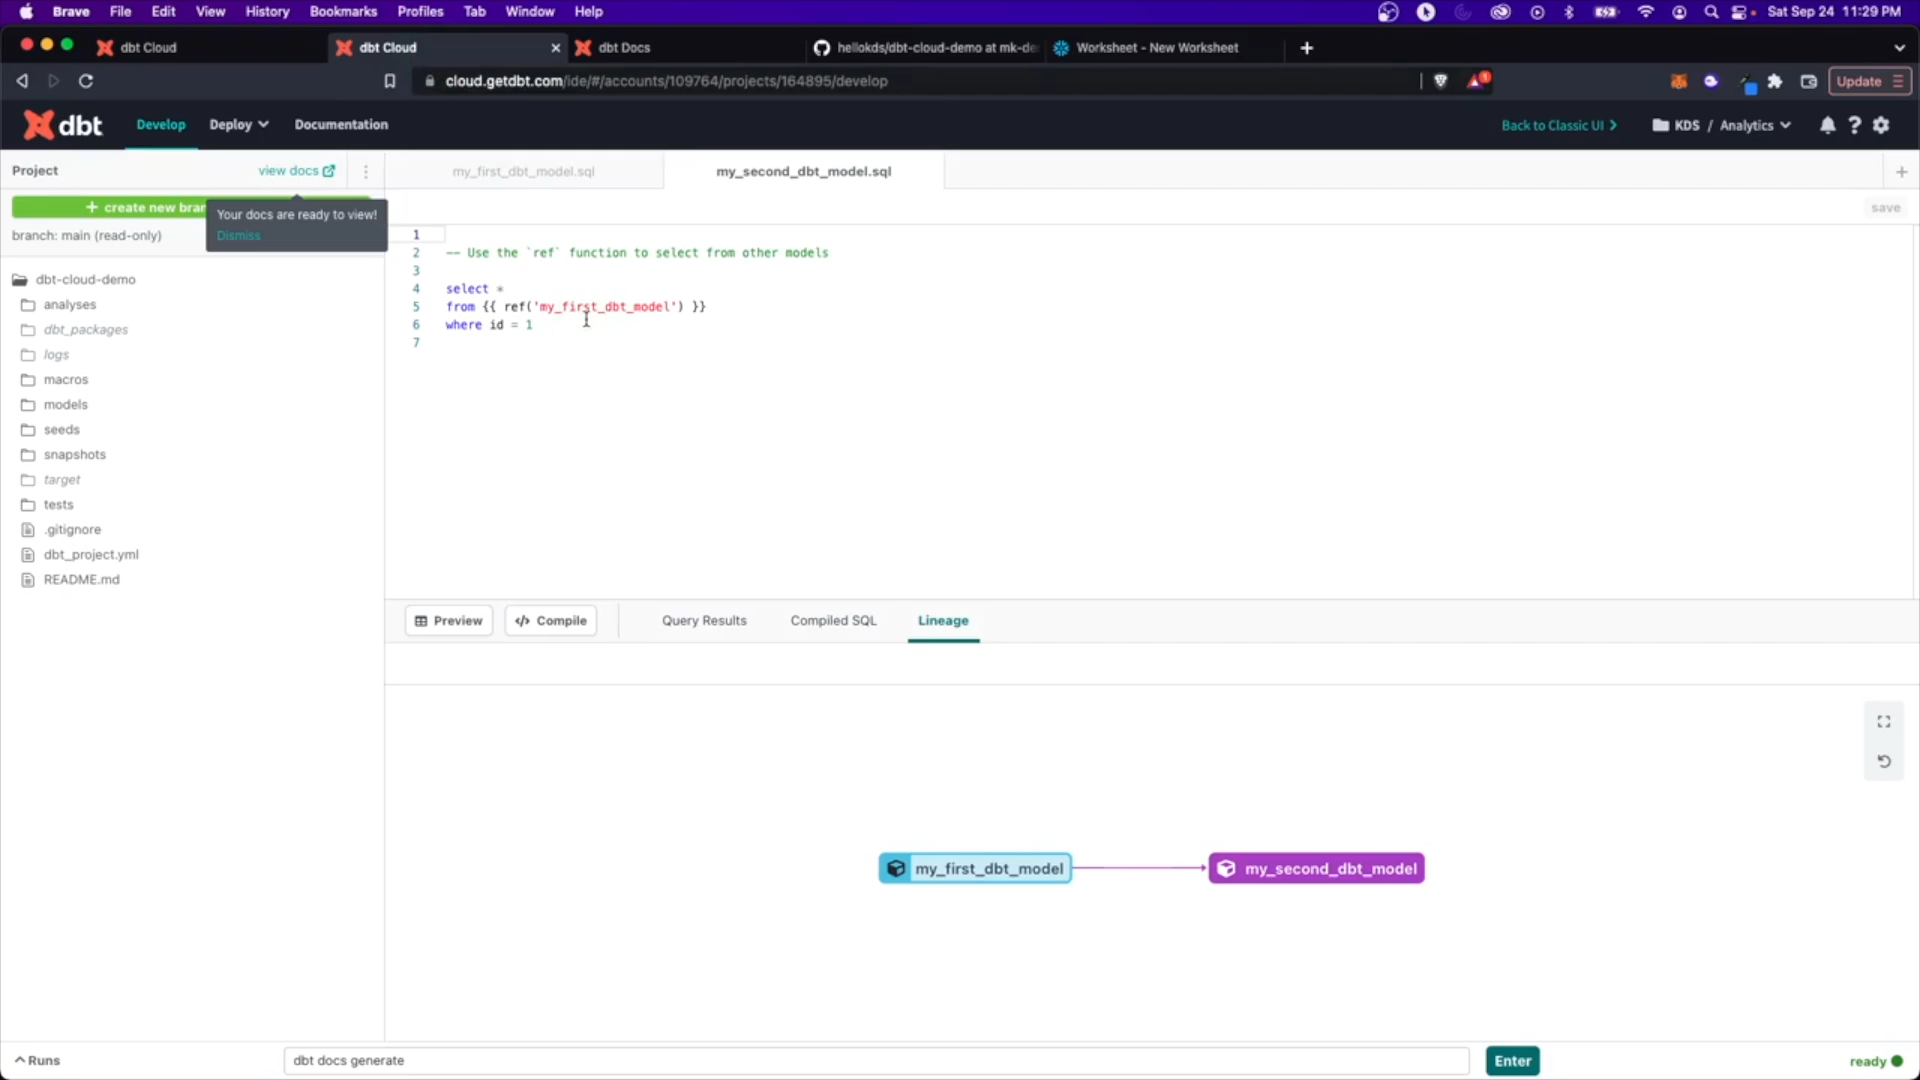 Brave File Edit View History Bookmarks Profiles Tab Window Help Sat Sep 24 11:29 PM
dbt Cloud dbt Cloud dbt Docs hellokds/dbt-cloud-demo at mk-de Worksheet - New Worksheet
cloud.getdbt.com/ide/#/accounts/109764/projects/164895/develop 1 Update
dbt Develop Deploy Documentation Back to Classic UI KDS / Analytics
Project view docs my_first_dbt_model.sql my_second_dbt_model.sql
+ create new bran save
Your docs are ready to view!
Dismiss
branch: main (read-only)
dbt-cloud-demo
analyses
dbt_packages
logs
macros
models
seeds
snapshots
target
tests
.gitignore
dbt_project.yml
README.md
1
2 -- Use the `ref` function to select from other models
3
4 select *
5 from {{ ref('my_first_dbt_model') }}
6 where id = 1
7
Preview </> Compile Query Results Compiled SQL Lineage
my_first_dbt_model my_second_dbt_model
Runs dbt docs generate Enter ready